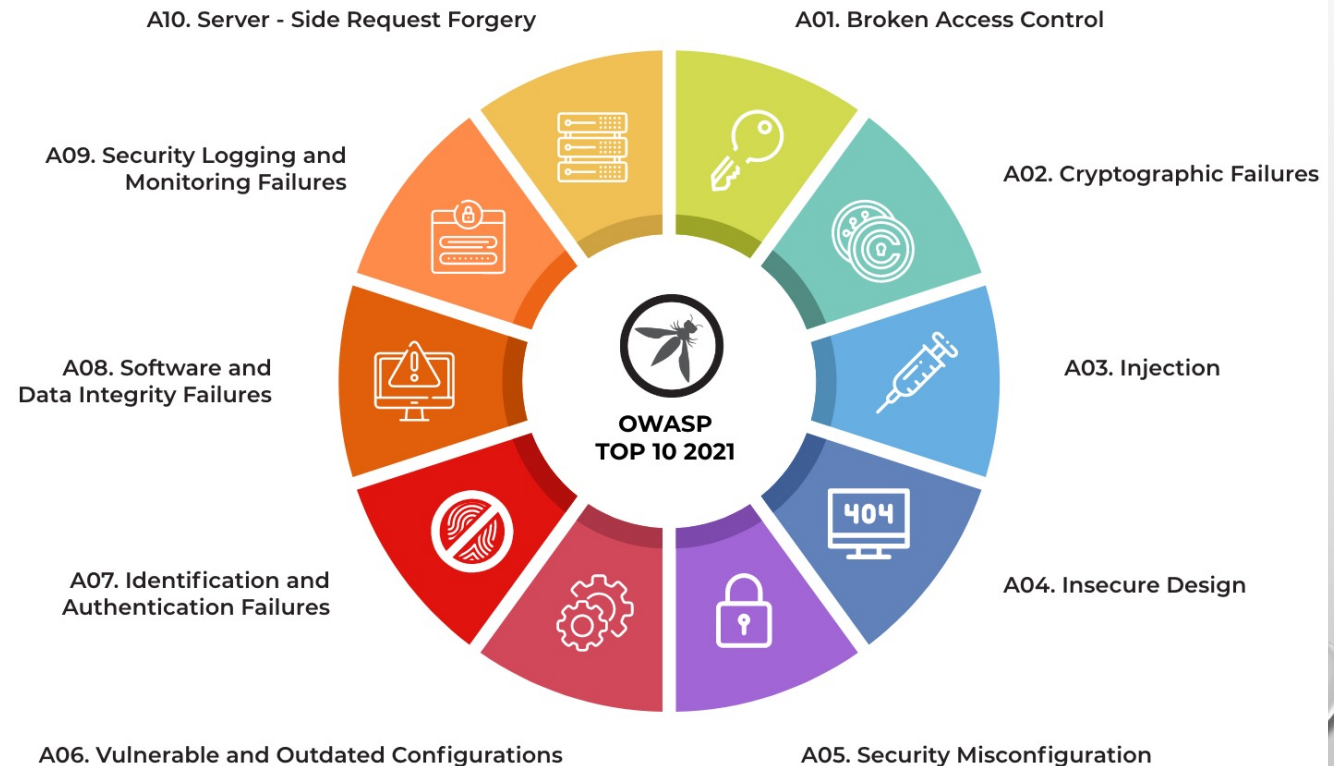 A10. Server - Side Request Forgery
A01. Broken Access Control
A09. Security Logging and
Monitoring Failures
A02. Cryptographic Failures
A08. Software and
Data Integrity Failures
A03. Injection
OWASP
TOP 10 2021
404
A07. Identification and
Authentication Failures
A04. Insecure Design
A06. Vulnerable and Outdated Configurations
A05. Security Misconfiguration